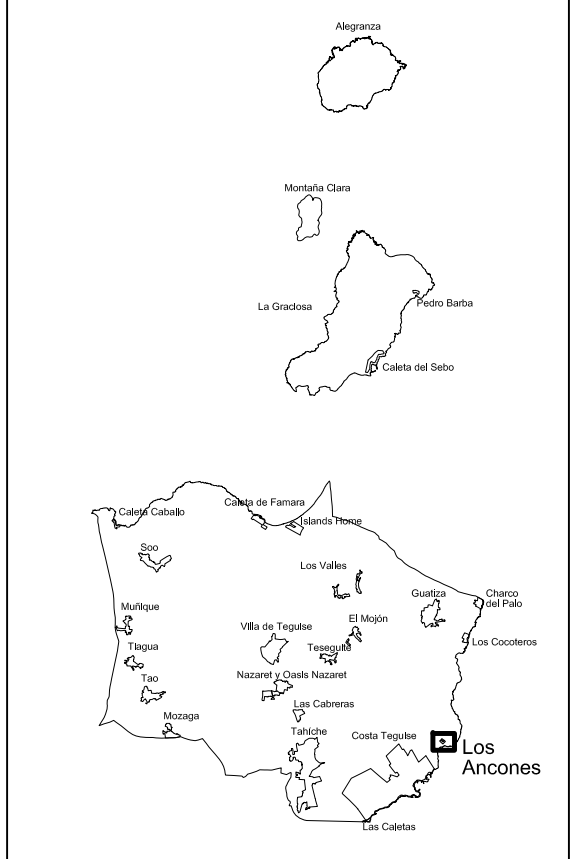 Alegranza
Montaña Clara
La Graciosa
Pedro Barba
Caleta del Sebo
Caleta de Famara
Caleta Caballo
Islands Home
Soo
Los Valles
Guatiza
Charco
del Palo
Muñique
El Mojón
Villa de Teguise
Los Cocoteros
Tiagua
Teseguite
Nazaret y Oasis Nazaret
Tao
Las Cabreras
Mozaga
Tahíche
Costa Teguise
Los
Ancones
Las Caletas